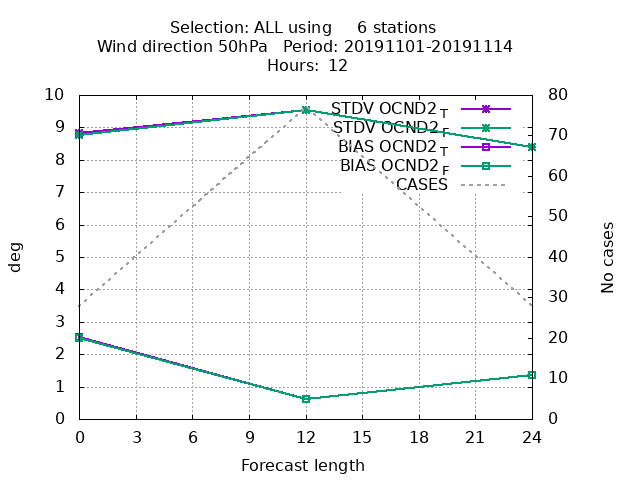 Selection: ALL using     6 stations
Wind direction 50hPa   Period: 20191101-20191114
Hours: 12
STDV OCND2 T
STDV OCND2 F
BIAS OCND2 T
BIAS OCND2 F
CASES
10
9
8
7
6
5
4
3
2
1
0
deg
80
70
60
50
40
30
20
10
0
No cases
0 3 6 9 12 15 18 21 24
Forecast length